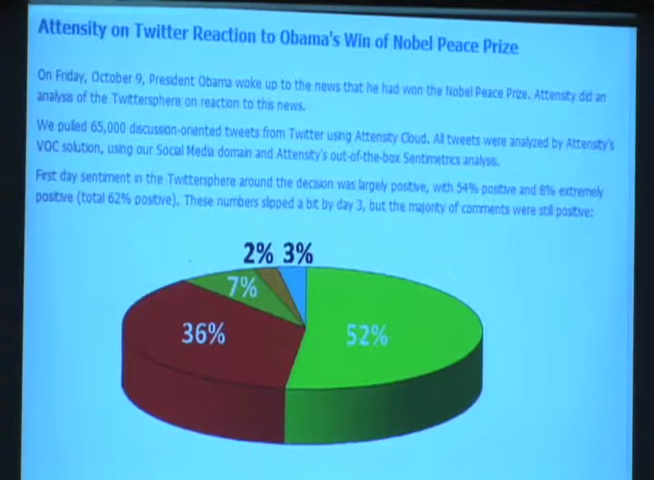 Attensity on Twitter Reaction to Obama's Win of Nobel Peace Prize
On Friday, October 9, President Obama woke up to the news that he had won the Nobel Peace Prize. Attensity did an
analysis of the Twittersphere on reaction to this news.
We pulled 65,000 discussion-oriented tweets from Twitter using Attensity Cloud. All tweets were analyzed by Attensity's
VOC solution, using our Social Media domain and Attensity's out-of-the-box Sentimetrics analysis.
First day sentiment in the Twittersphere around the decision was largely positive, with 54% positive and 8% extremely
positive (total 62% positive). These numbers slipped a bit by day 3, but the majority of comments were still positive:
2% 3%
7%
36%
52%